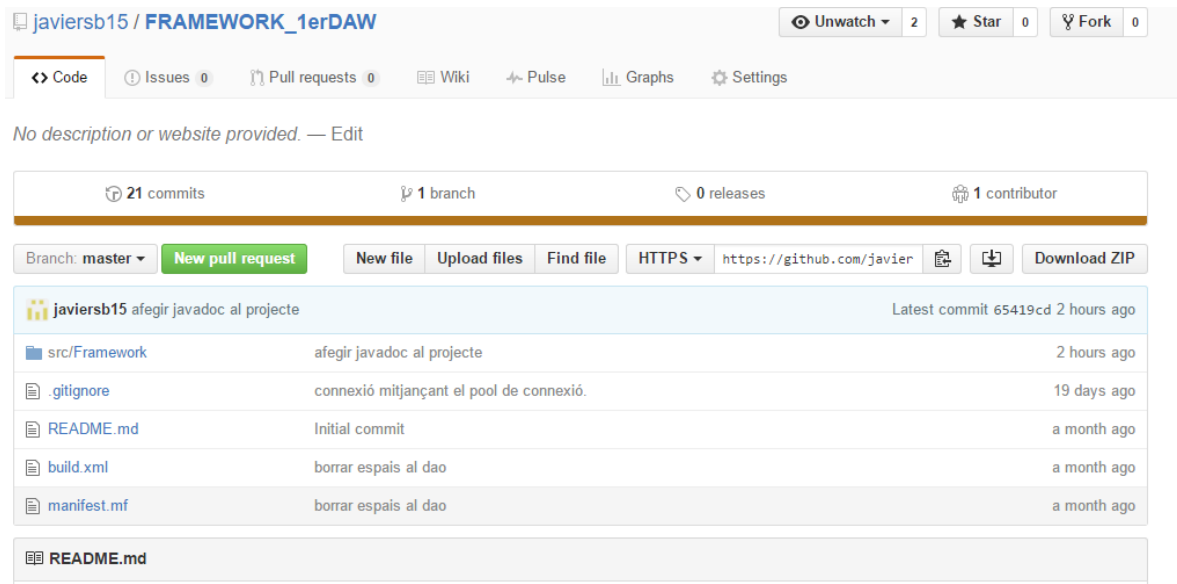 javiersb15 / FRAMEWORK_1erDAW Unwatch 2 Star 0 Fork 0
Code Issues 0 Pull requests 0 Wiki Pulse Graphs Settings
No description or website provided. — Edit
21 commits 1 branch 0 releases 1 contributor
Branch: master New pull request New file Upload files Find file HTTPS https://github.com/javier Download ZIP
javiersb15 afegir javadoc al projecte Latest commit 65419cd 2 hours ago
src/Framework afegir javadoc al projecte 2 hours ago
.gitignore connexió mitjançant el pool de connexió. 19 days ago
README.md Initial commit a month ago
build.xml borrar espais al dao a month ago
manifest.mf borrar espais al dao a month ago
README.md